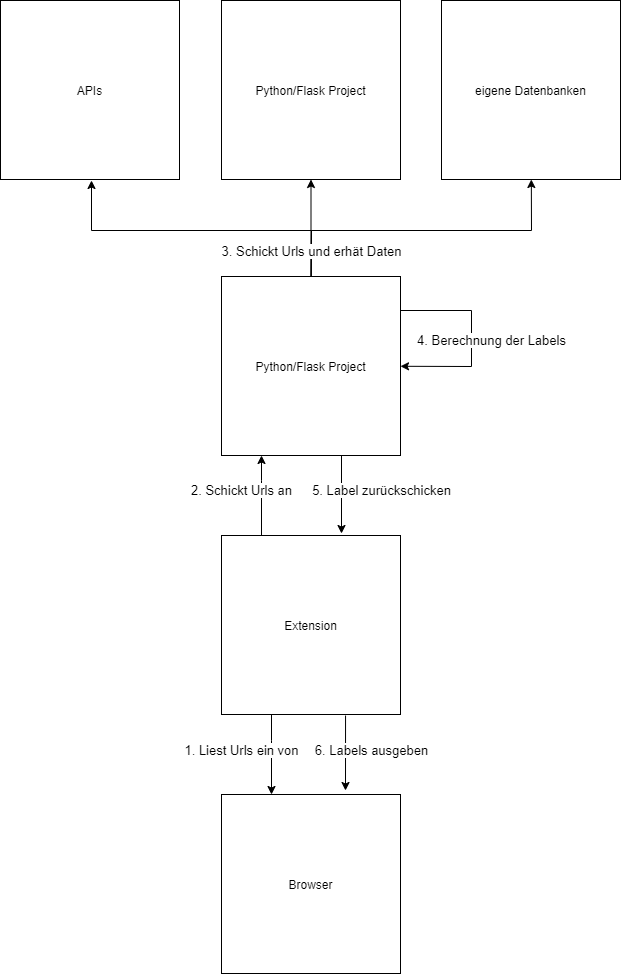 APIs
Python/Flask Project
eigene Datenbanken
3. Schickt Urls und erhät Daten
Python/Flask Project
4. Berechnung der Labels
2. Schickt Urls an
5. Label zurückschicken
Extension
1. Liest Urls ein von
6. Labels ausgeben
Browser